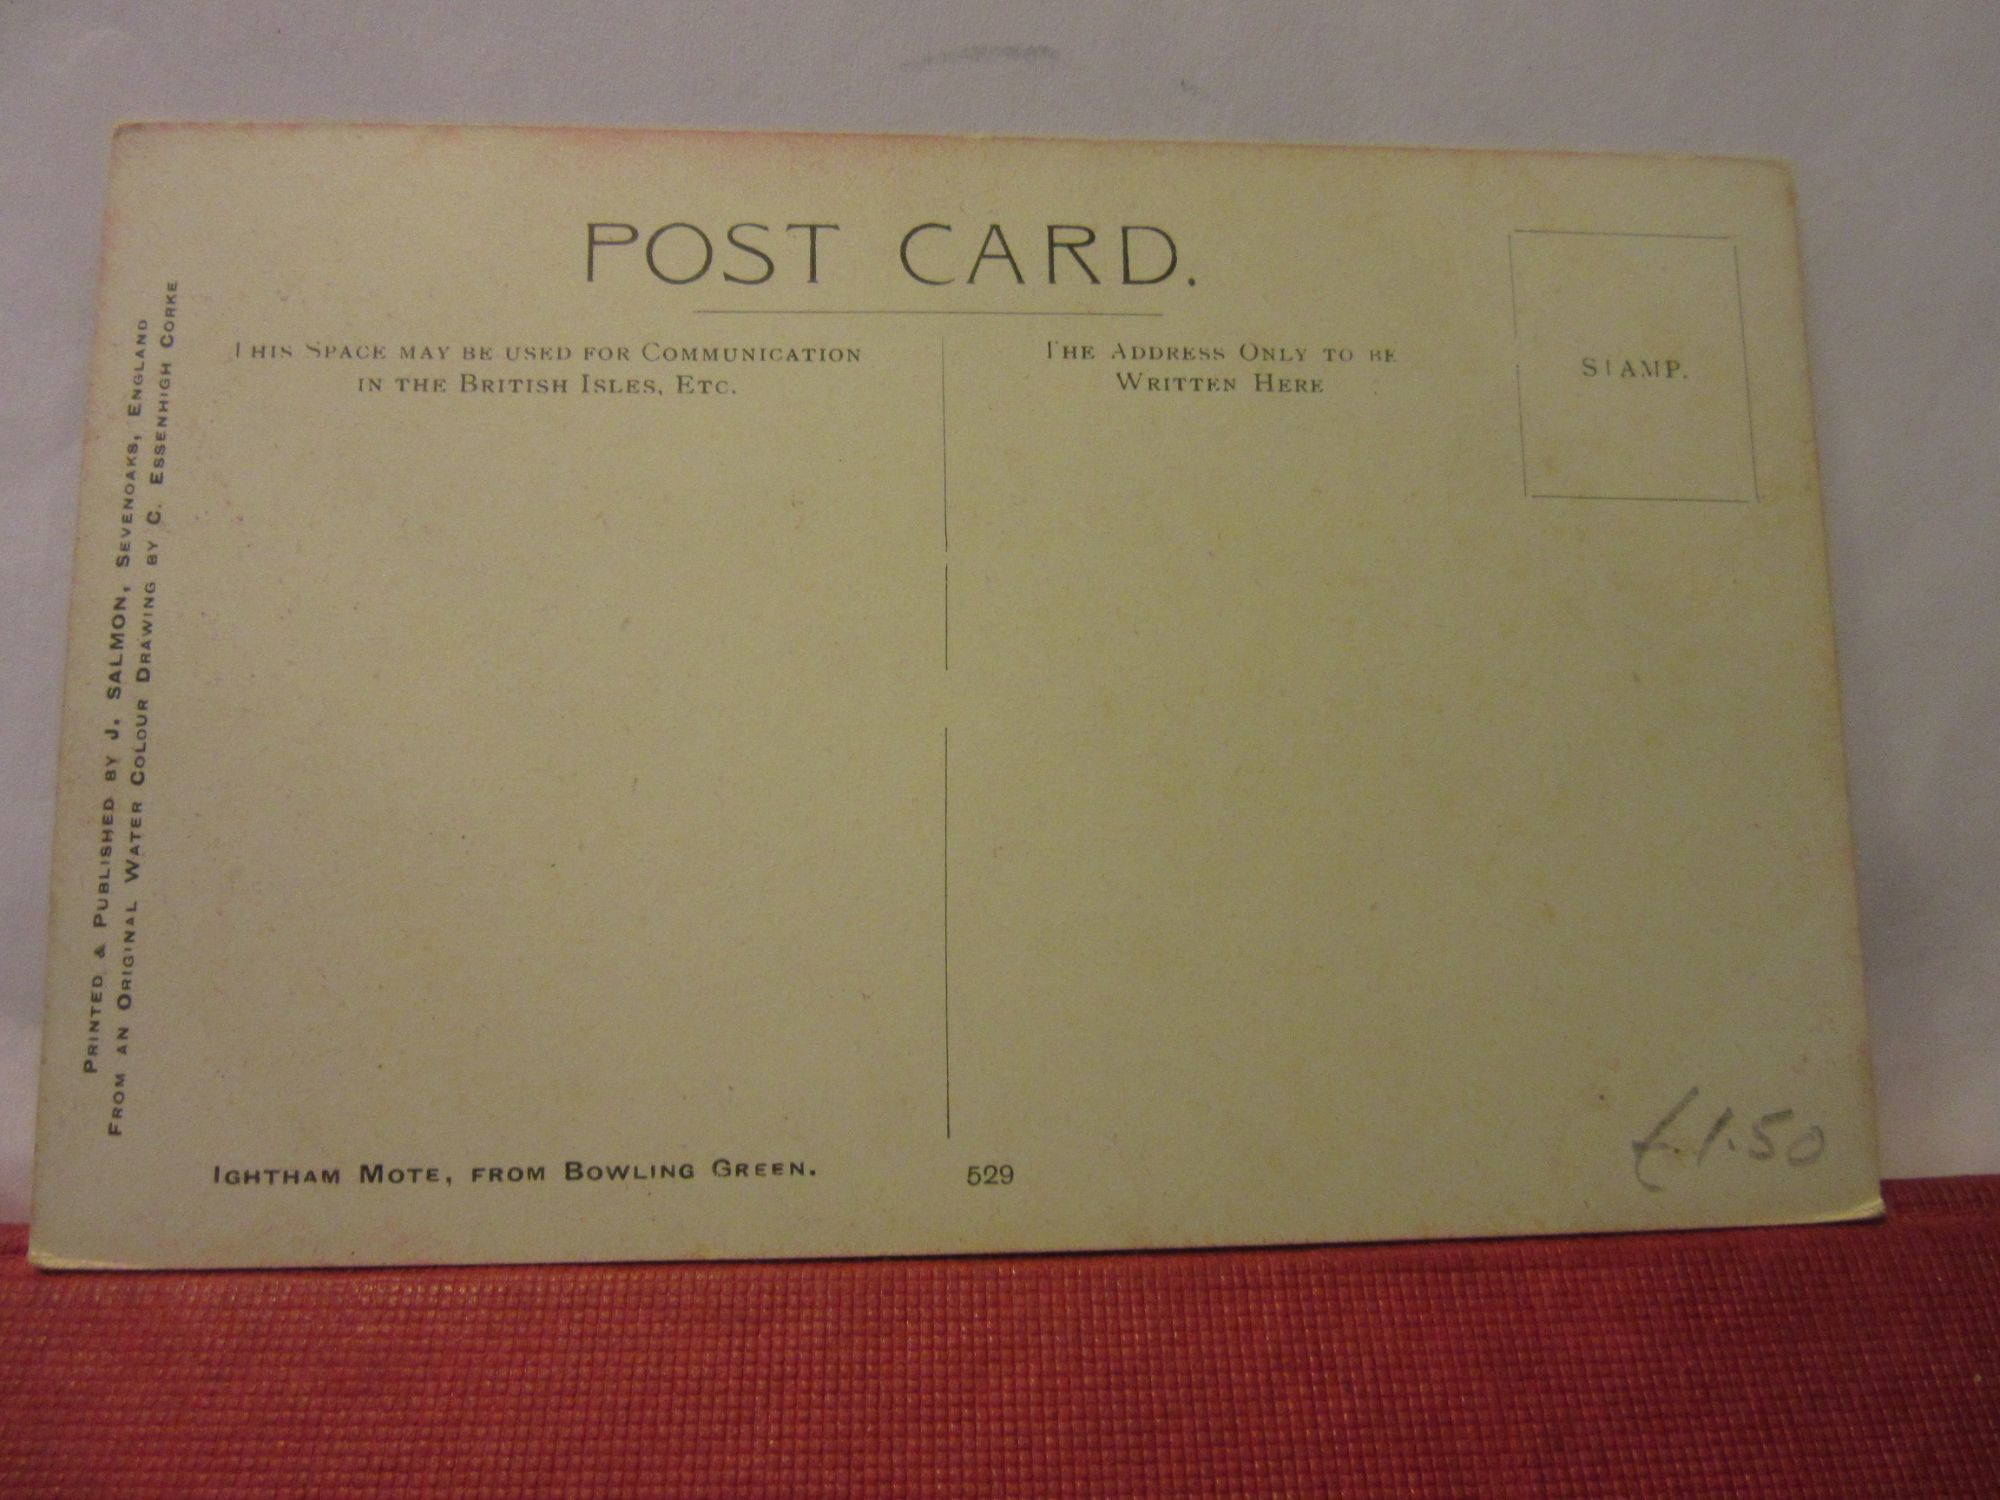 POST CARD.
THIS SPACE MAY BE USED FOR COMMUNICATION
IN THE BRITISH ISLES, ETC.
THE ADDRESS ONLY TO BE
WRITTEN HERE
STAMP.
PRINTED & PUBLISHED BY J. SALMON, SEVENOAKS, ENGLAND
FROM AN ORIGINAL WATER COLOUR DRAWING BY C. ESSENHIGH CORKE
IGHTHAM MOTE, FROM BOWLING GREEN.
529
£1.50